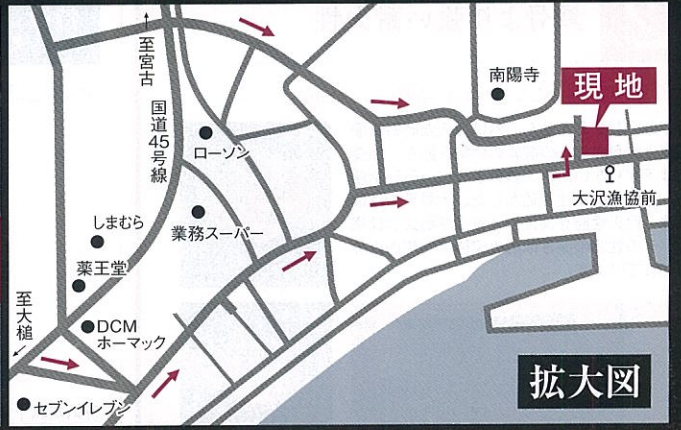 至宮古
国道45号線
ローソン
南陽寺
現地
大沢漁協前
しまむら
業務スーパー
薬王堂
至大槌
DCM
ホーマック
セブンイレブン
拡大図